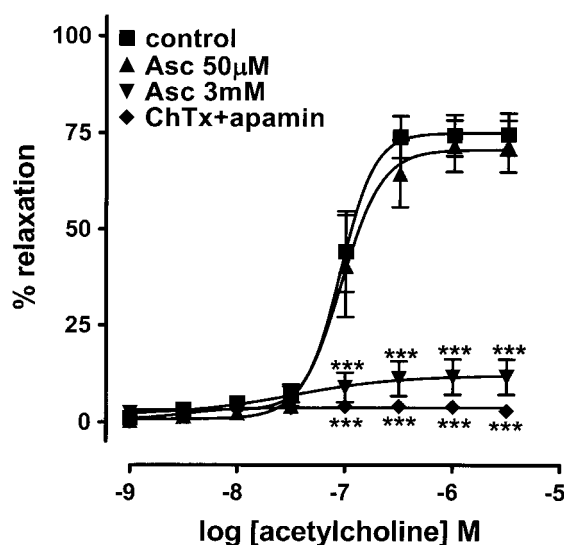 100
control
Asc 50μM
Asc 3mM
ChTx+apamin
75
% relaxation
50
25
*** *** *** ***
0
*** *** *** ***
-9 -8 -7 -6 -5
log [acetylcholine] M